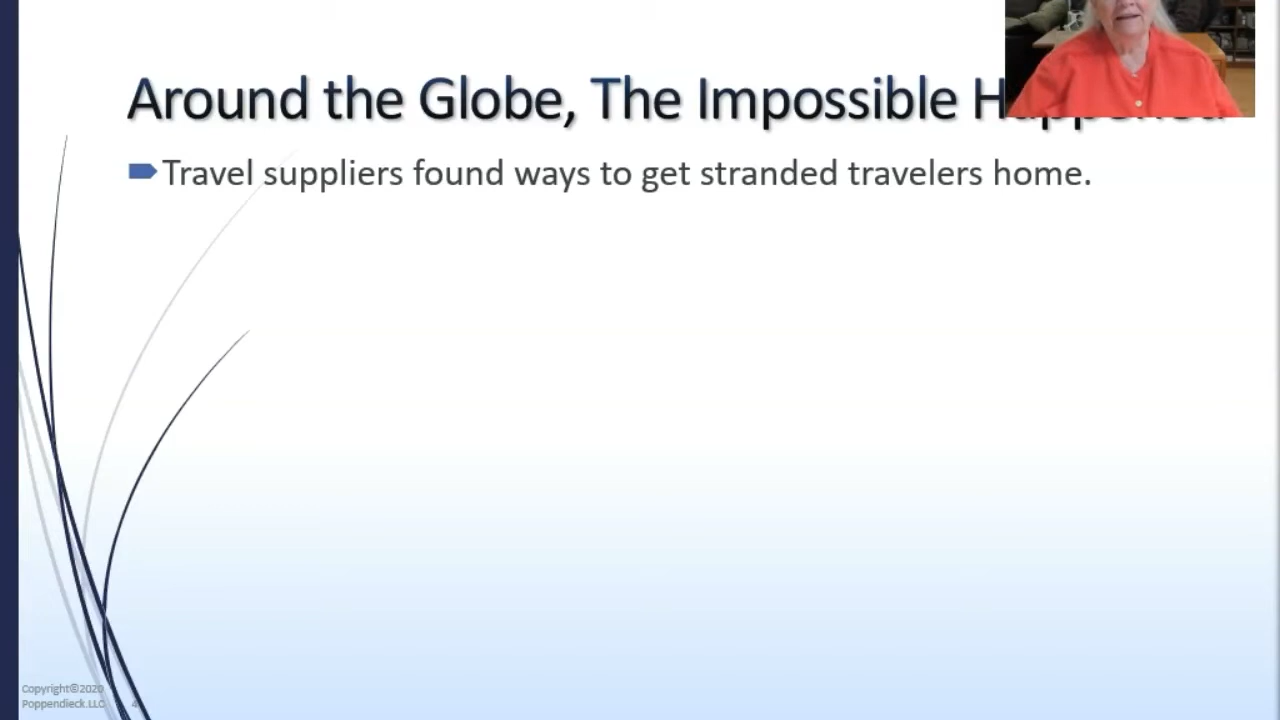 Around the Globe, The Impossible Happened
Travel suppliers found ways to get stranded travelers home.
Copyright©2020
Poppendieck.LLC 4